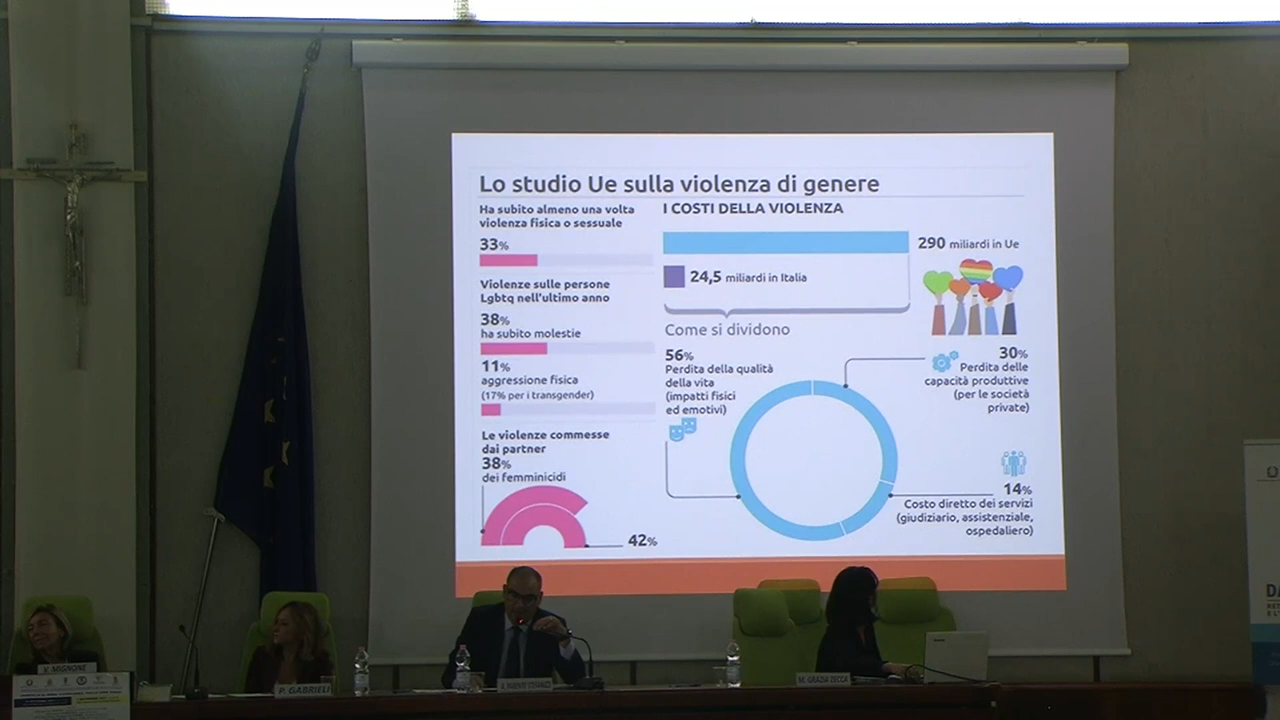 Lo studio Ue sulla violenza di genere
Ha subito almeno una volta
violenza fisica o sessuale
33%
Violenze sulle persone
Lgbtq nell'ultimo anno
38%
ha subito molestie
11%
aggressione fisica
(17% per i transgender)
Le violenze commesse
dai partner
38%
dei femminicidi
42%
I COSTI DELLA VIOLENZA
290 miliardi in Ue
24,5 miliardi in Italia
Come si dividono
56%
Perdita della qualità
della vita
(impatti fisici
ed emotivi)
30%
Perdita delle
capacità produttive
(per le società
private)
14%
Costo diretto dei servizi
(giudiziario, assistenziale,
ospedaliero)
V. MIGNONE
P. GABRIELI
M. GRAZIA ZECCA